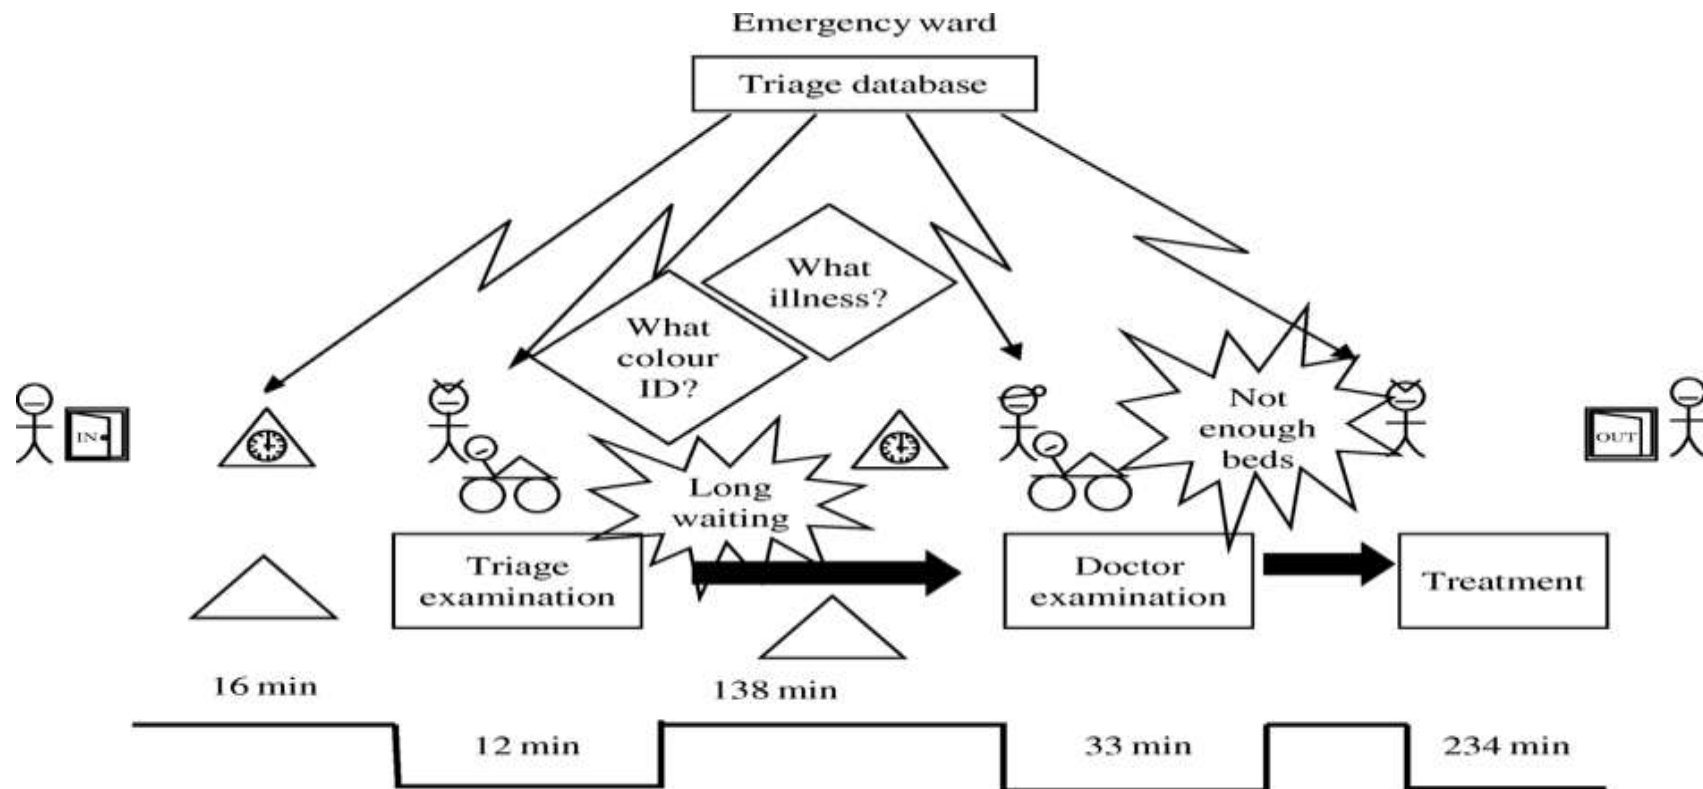 Emergency ward
Triage database
What
illness?
What
colour
ID?
Not
enough
beds
IN
OUT
Long
waiting
Triage
examination
Doctor
examination
Treatment
16 min
138 min
12 min
33 min
234 min